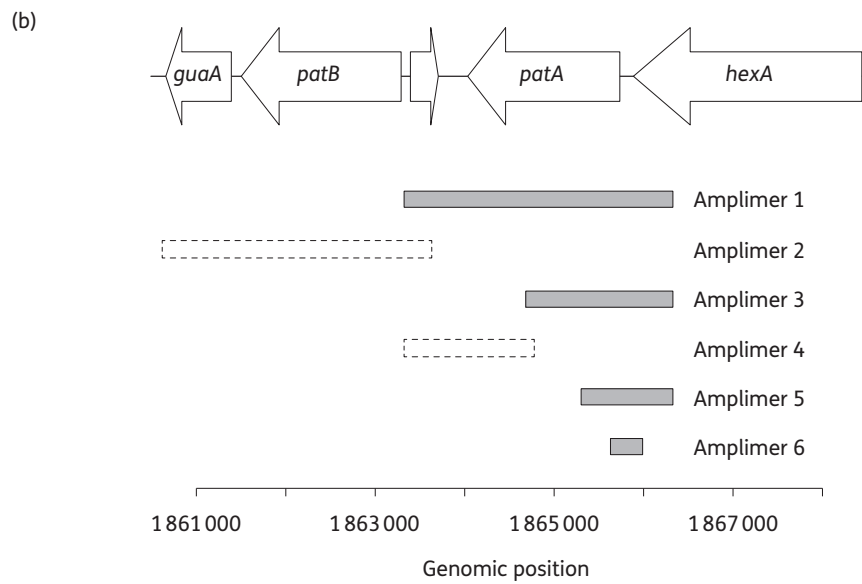 (b)
guaA patB patA hexA
Amplimer 1
Amplimer 2
Amplimer 3
Amplimer 4
Amplimer 5
Amplimer 6
1 861 000 1 863 000 1 865 000 1 867 000
Genomic position